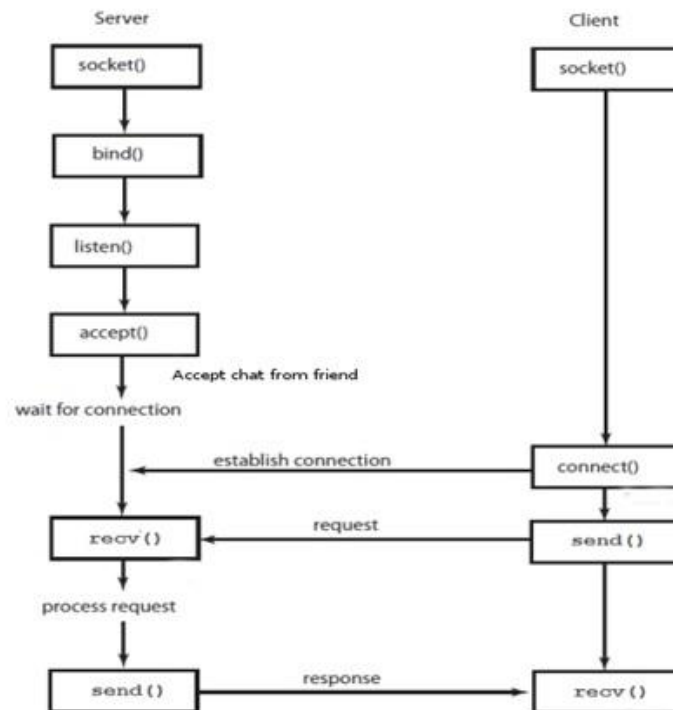 Server
Client
socket()
socket()
bind()
listen()
accept()
Accept chat from friend
wait for connection
establish connection
connect()
recv'()
request
send()
process request
send()
response
recv()